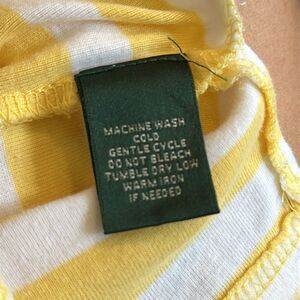 MACHINE WASH
COLD
GENTLE CYCLE
DO NOT BLEACH
TUMBLE DRY LOW
WARM IRON
IF NEEDED